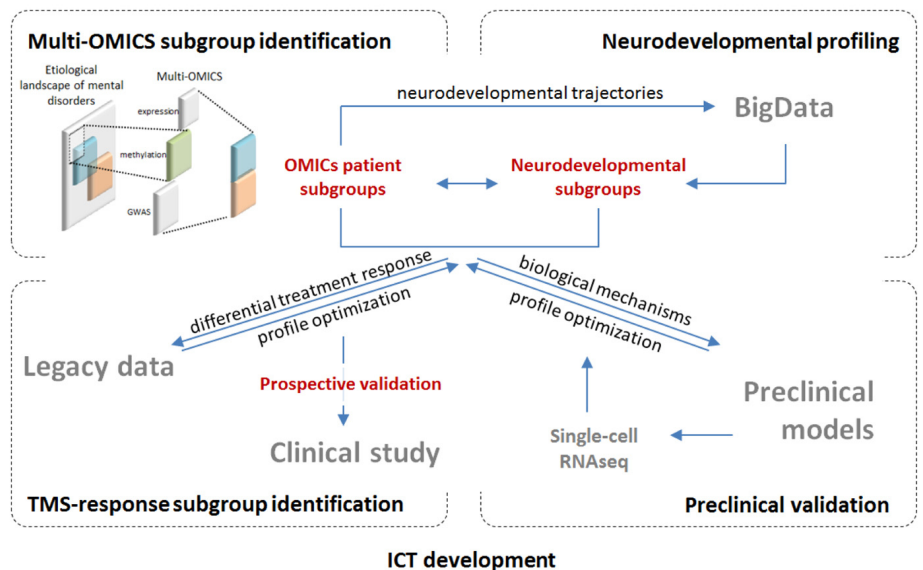 Multi-OMICS subgroup identification
Neurodevelopmental profiling
Etiological
landscape of mental
disorders
Multi-OMICS
expression
methylation
GWAS
neurodevelopmental trajectories
BigData
OMICs patient
subgroups
Neurodevelopmental
subgroups
differential treatment response
profile optimization
biological mechanisms
profile optimization
Legacy data
Prospective validation
Clinical study
Preclinical
models
Single-cell
RNAseq
TMS-response subgroup identification
Preclinical validation
ICT development